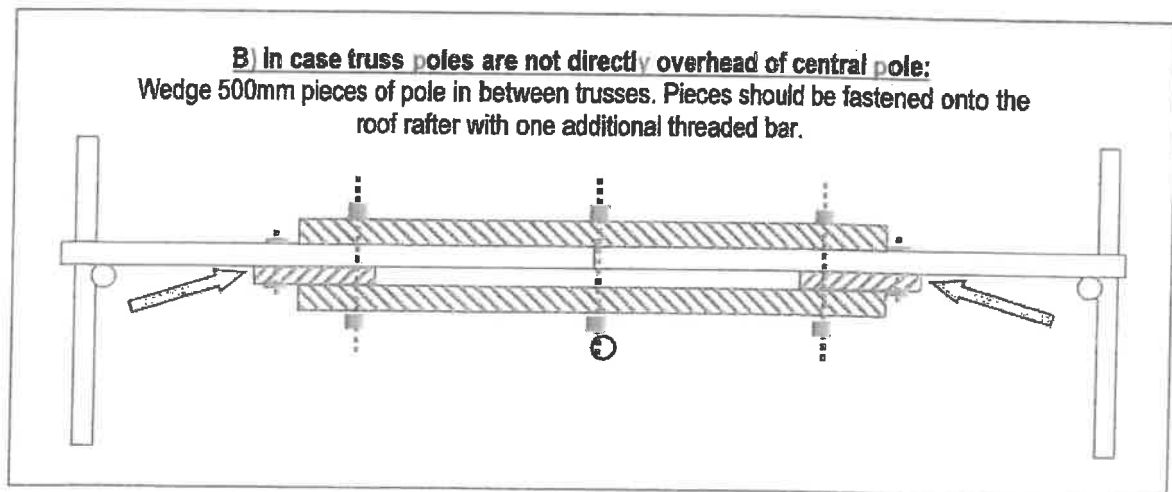 B) In case truss poles are not directly overhead of central pole:
Wedge 500mm pieces of pole in between trusses. Pieces should be fastened onto the
roof rafter with one additional threaded bar.